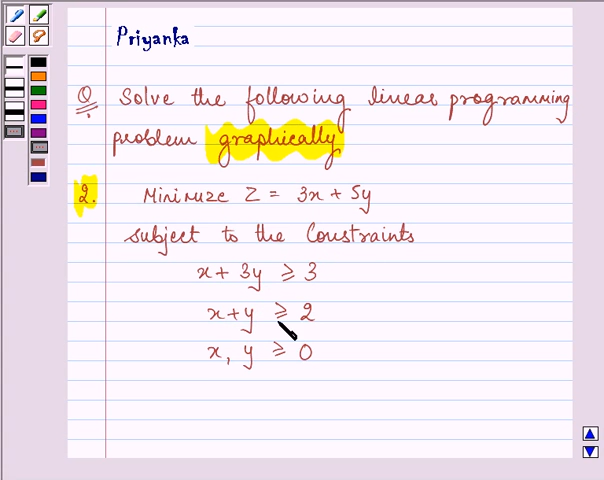 Priyanka
Q. Solve the following linear programming
problem graphically
2. Minimize Z = 3x + 5y
subject to the Constraints
x + 3y ≥ 3
x + y ≥ 2
x, y ≥ 0